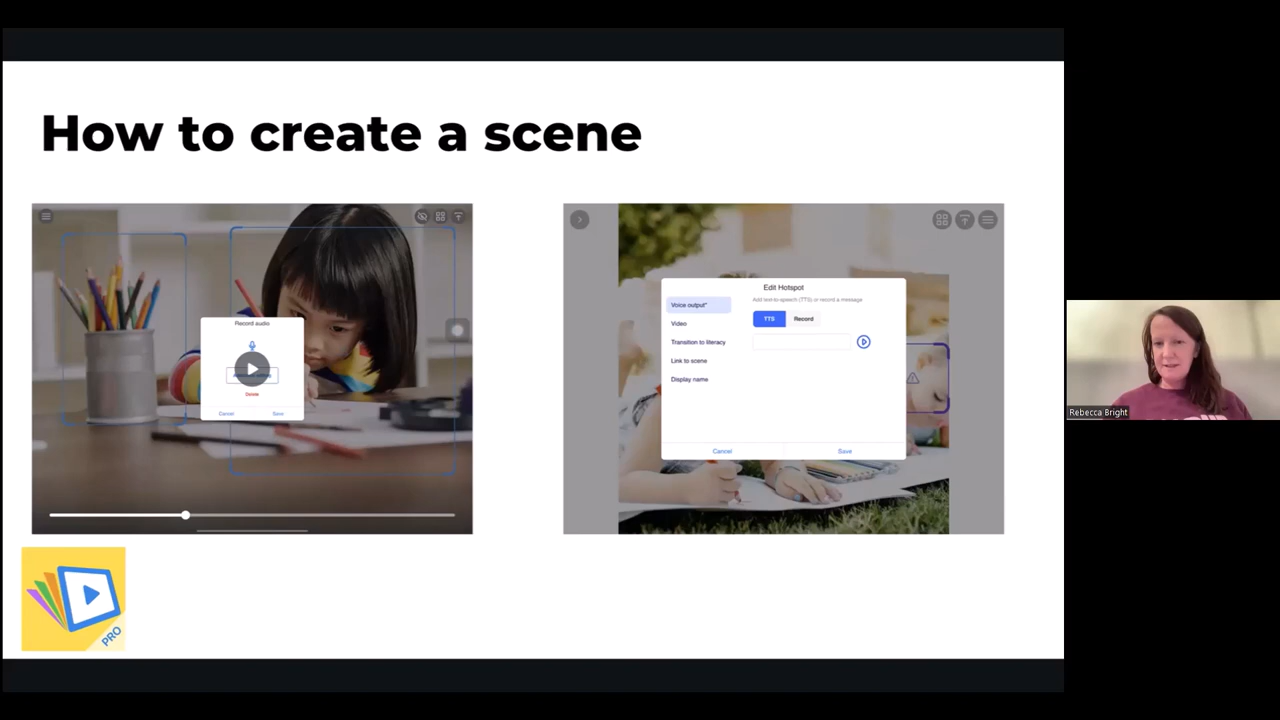 How to create a scene
Record audio
Delete
Cancel Save
Edit Hotspot
Add text-to-speech (TTS) or record a message
Voice output*
TTS Record
Video
Transition to literacy
Link to scene
Display name
Cancel Save
PRO
Rebecca Bright